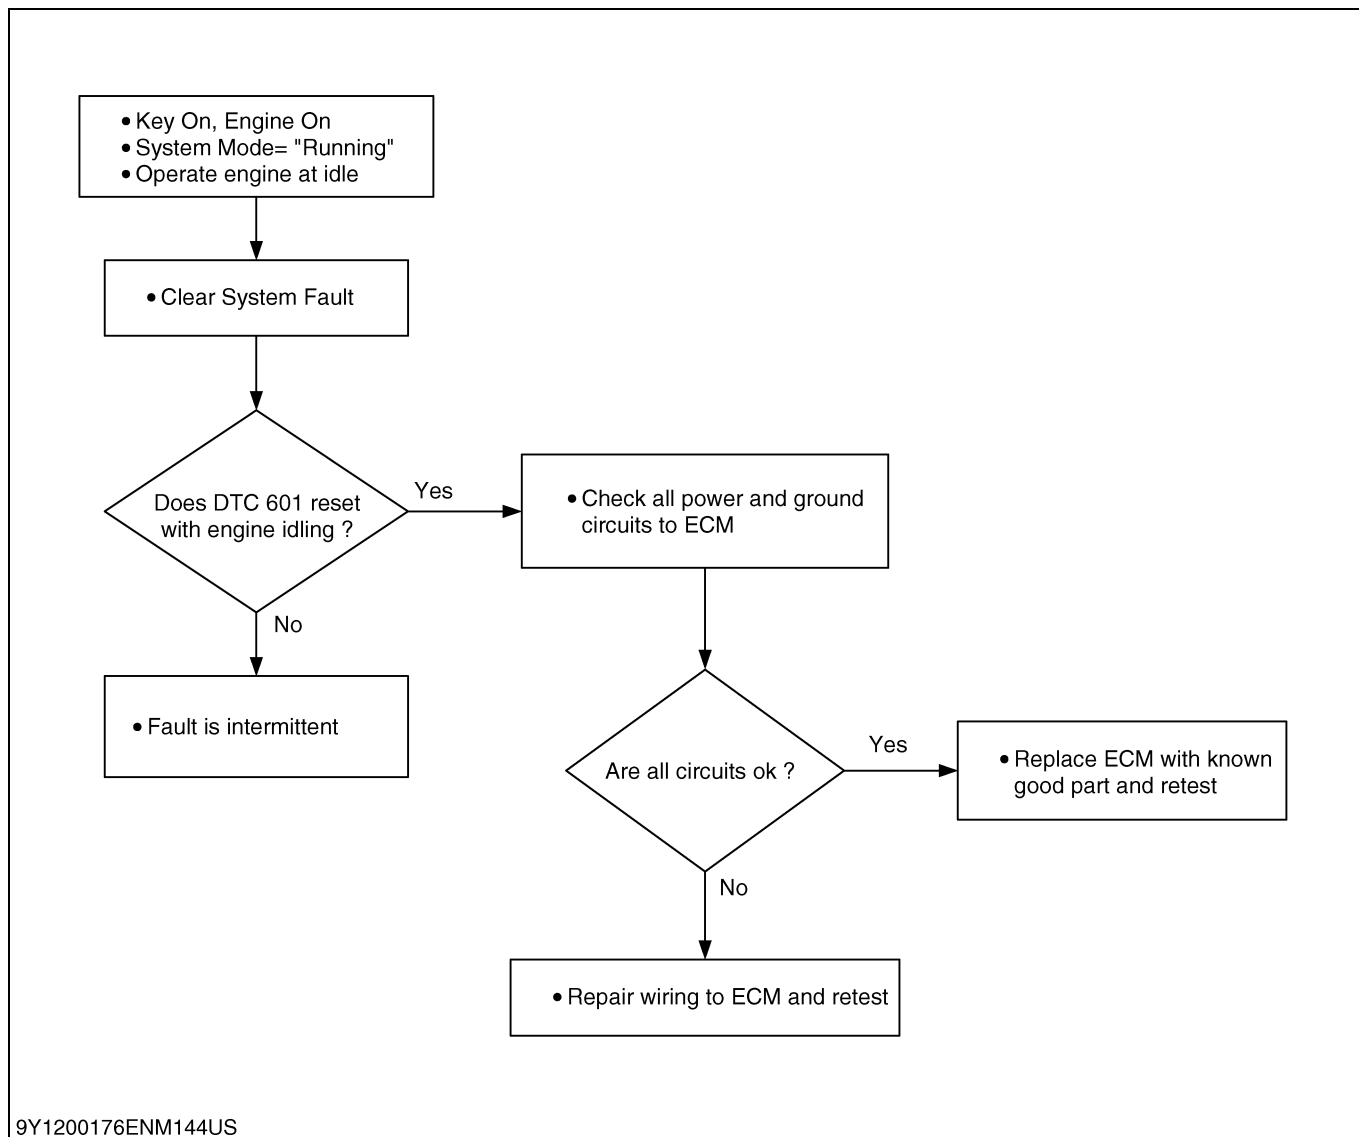 • Key On, Engine On
• System Mode= "Running"
• Operate engine at idle
• Clear System Fault
Does DTC 601 reset
with engine idling ?
Yes
No
• Check all power and ground
circuits to ECM
• Fault is intermittent
Are all circuits ok ?
Yes
No
• Replace ECM with known
good part and retest
• Repair wiring to ECM and retest
9Y1200176ENM144US